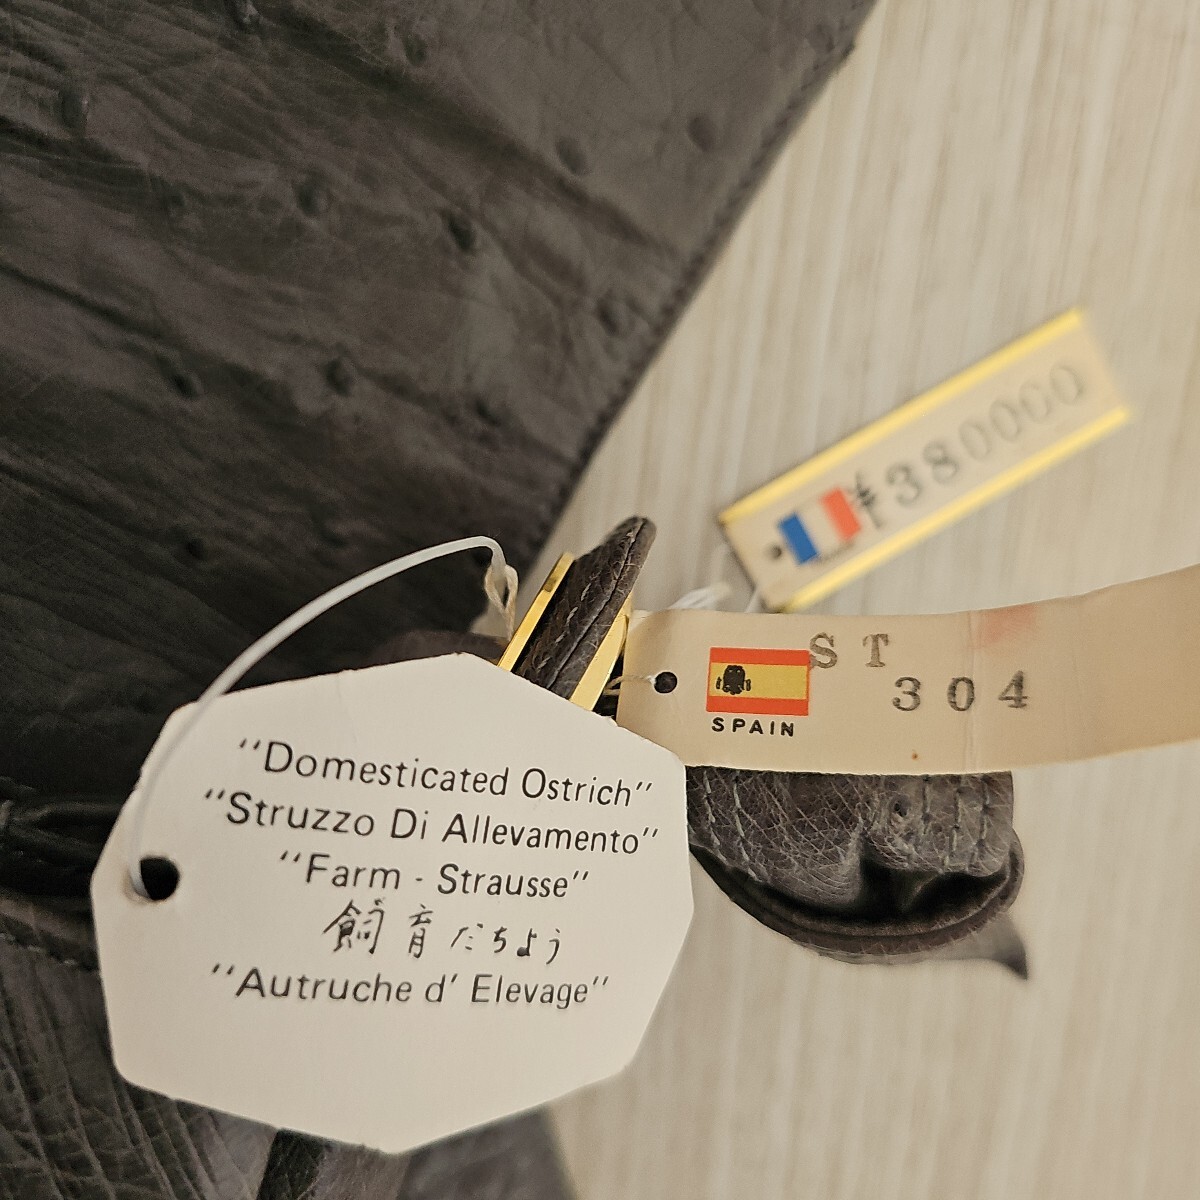 ¥380000
ST
304
SPAIN
"Domesticated Ostrich"
"Struzzo Di Allevamento"
"Farm - Strausse"
飼育だちょう
"Autruche d' Elevage"